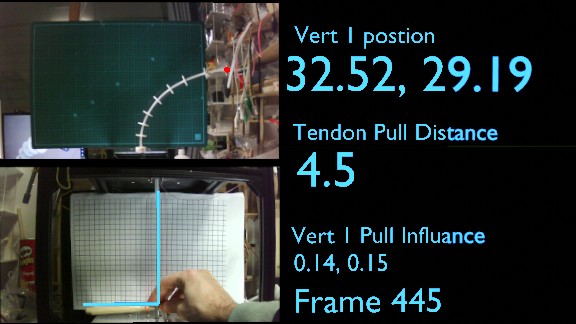 Vert 1 postion
32.52, 29.19
Tendon Pull Distance
4.5
Vert 1 Pull Influance
0.14, 0.15
Frame 445